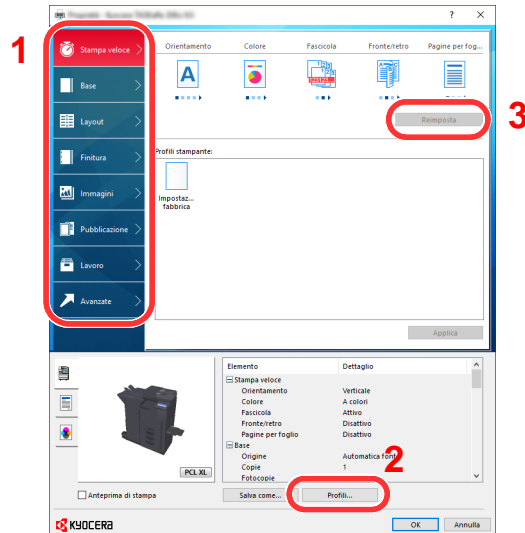 ? ×
1
Stampa veloce
Base
Layout
Finitura
Immagini
Pubblicazione
Lavoro
Avanzate
Orientamento Colore Fascicola Fronte/retro Pagine per fog...
A
123123
Reimposta
3
Profili stampante:
Impostaz...
fabbrica
Applica
Elemento Dettaglio
Stampa veloce
Orientamento Verticale
Colore A colori
Fascicola Attivo
Fronte/retro Disattivo
Pagine per foglio Disattivo
Base
Origine Automatica font
Copie 1
Fotocopie
2
PCL XL
Anteprima di stampa
Salva come... Profili...
KYOCERA
OK Annulla